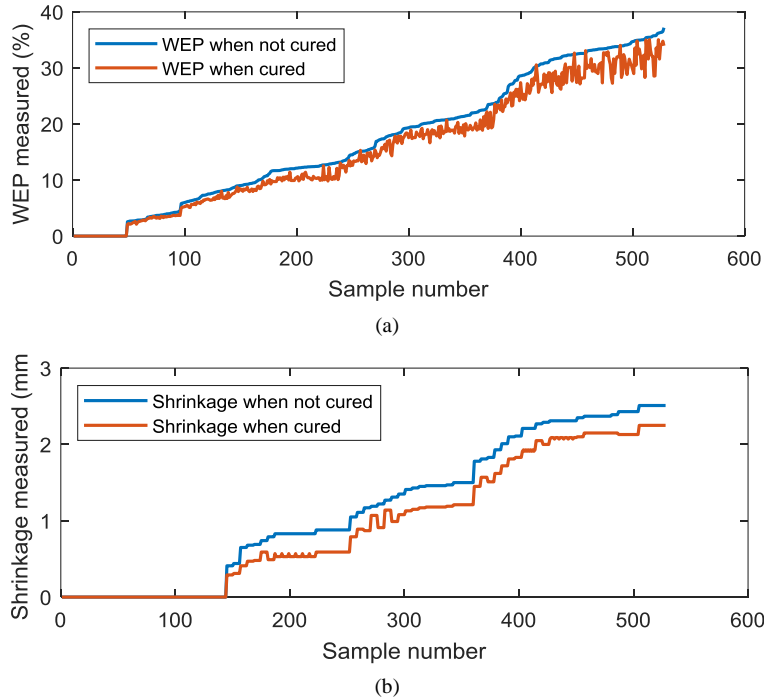 40
30
20
10
0
WEP measured (%)
WEP when not cured
WEP when cured
0 100 200 300 400 500 600
Sample number
(a)
3
2
1
0
Shrinkage measured (mm
Shrinkage when not cured
Shrinkage when cured
0 100 200 300 400 500 600
Sample number
(b)